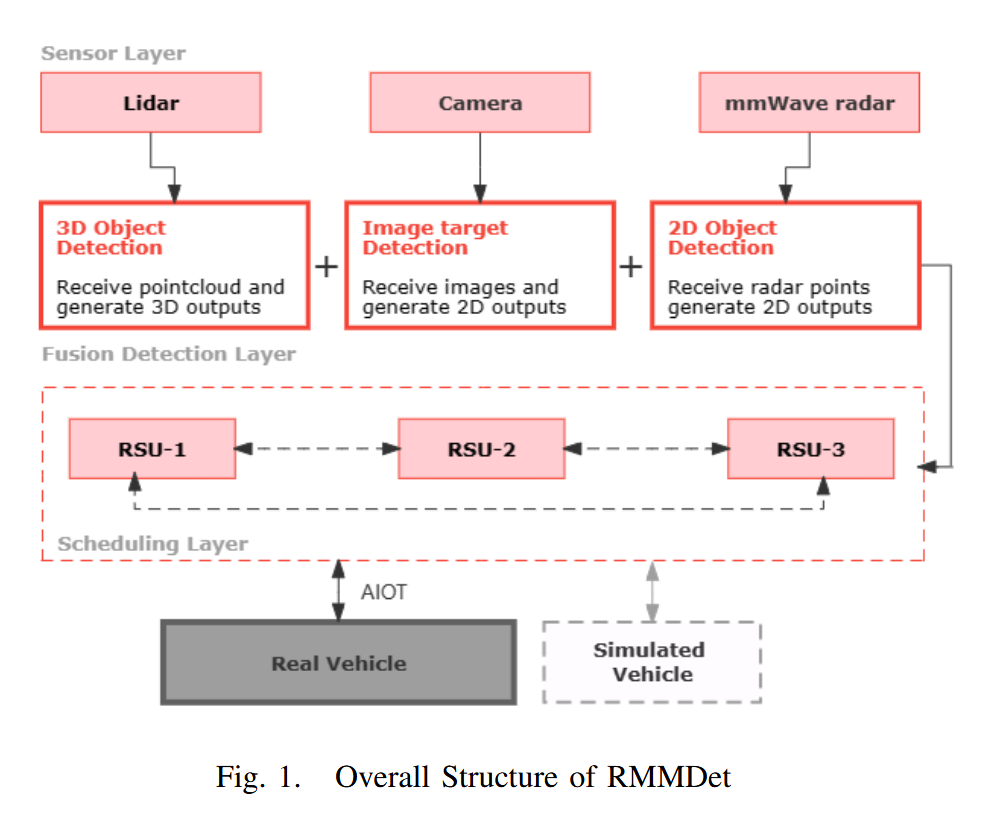 Sensor Layer
Lidar
Camera
mmWave radar
3D Object
Detection
Receive pointcloud and
generate 3D outputs
+
Image target
Detection
Receive images and
generate 2D outputs
+
2D Object
Detection
Receive radar points
generate 2D outputs
Fusion Detection Layer
RSU-1
RSU-2
RSU-3
Scheduling Layer
AIOT
Real Vehicle
Simulated
Vehicle
Fig. 1. Overall Structure of RMMDet